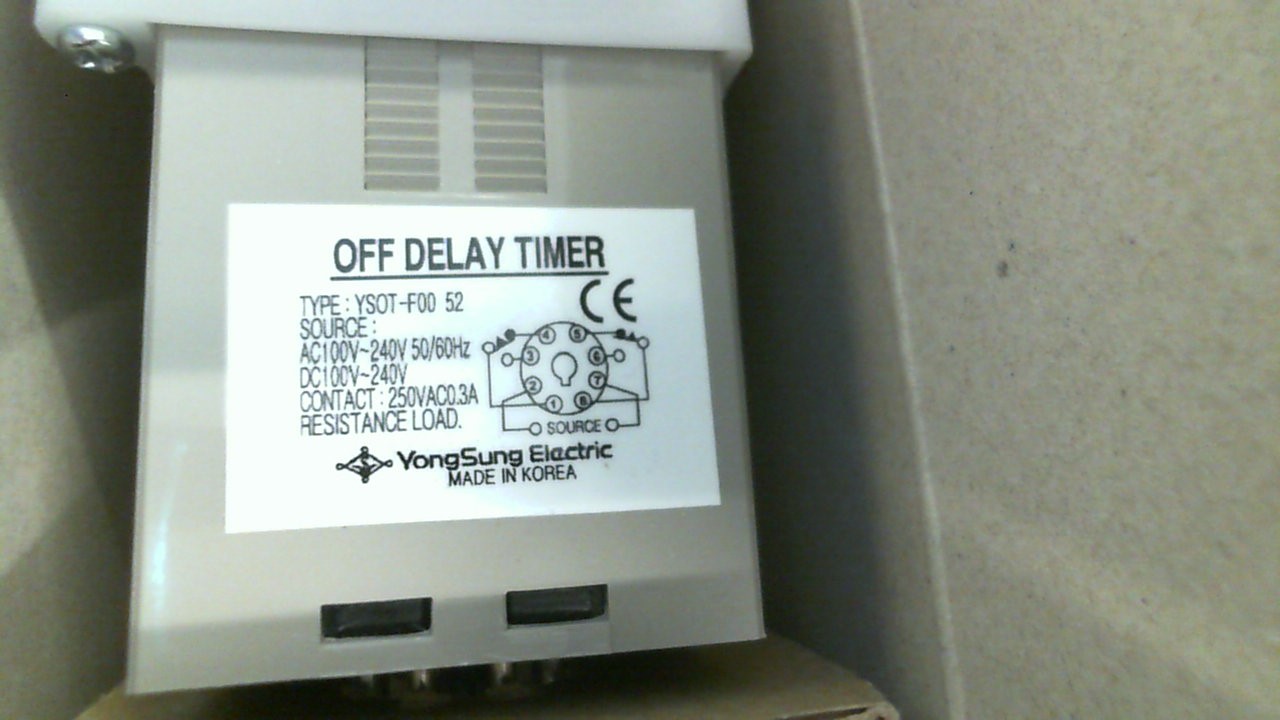 OFF DELAY TIMER
CE
TYPE : YSOT-F00 52
SOURCE :
AC100V~240V 50/60Hz
DC100V~240V
CONTACT : 250VAC0.3A
RESISTANCE LOAD.
4 5
3 6
2 7
1 8
SOURCE
YongSung Electric
MADE IN KOREA